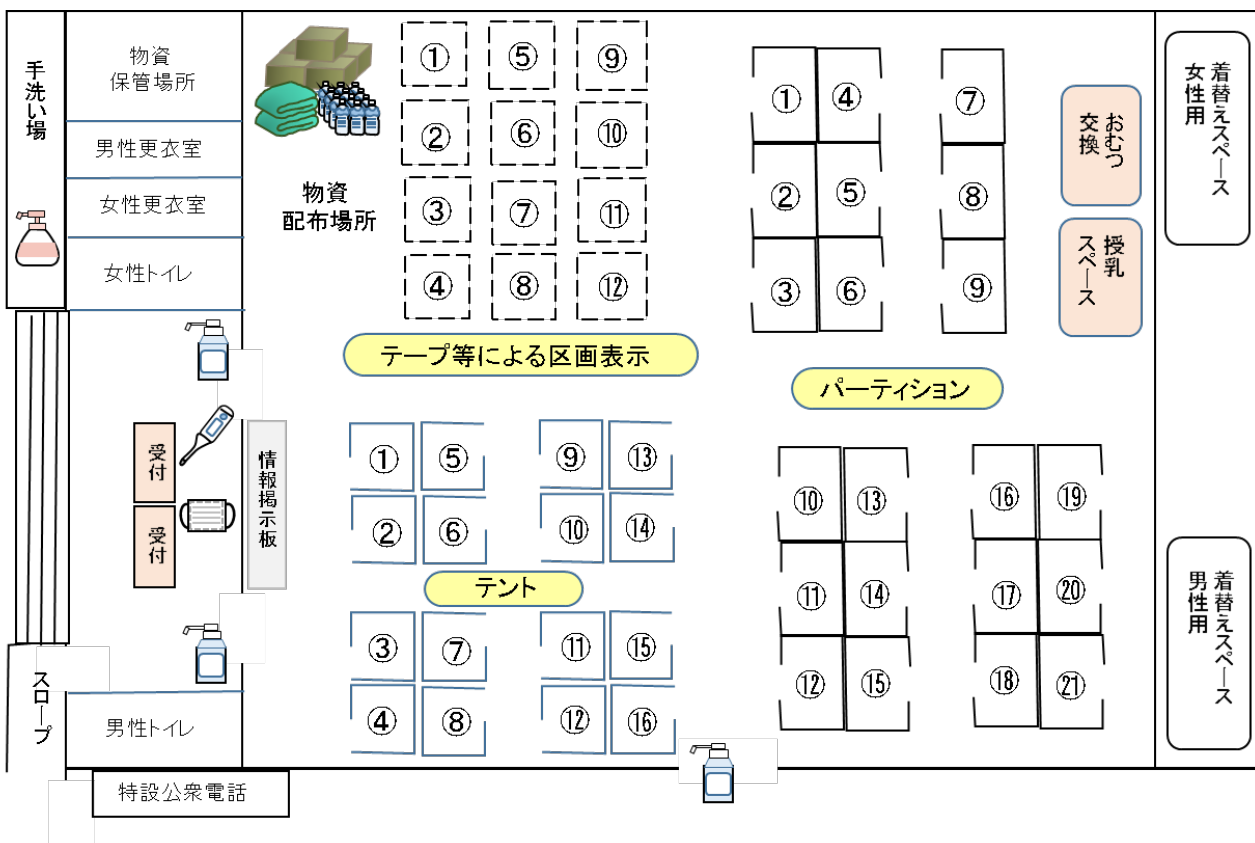 手洗い場
物資
保管場所
男性更衣室
女性更衣室
女性トイレ
物資
配布場所
① ⑤ ⑨
② ⑥ ⑩
③ ⑦ ⑪
④ ⑧ ⑫
テープ等による区画表示
① ④ ⑦
② ⑤ ⑧
③ ⑥ ⑨
パーティション
おむつ
交換
授乳
スペース
着替えスペース
女性用
受付
受付
情報掲示板
① ⑤ ⑨ ⑬
② ⑥ ⑩ ⑭
テント
③ ⑦ ⑪ ⑮
④ ⑧ ⑫ ⑯
⑩ ⑬ ⑯ ⑲
⑪ ⑭ ⑰ ⑳
⑫ ⑮ ⑱ ㉑
着替えスペース
男性用
スロープ
男性トイレ
特設公衆電話